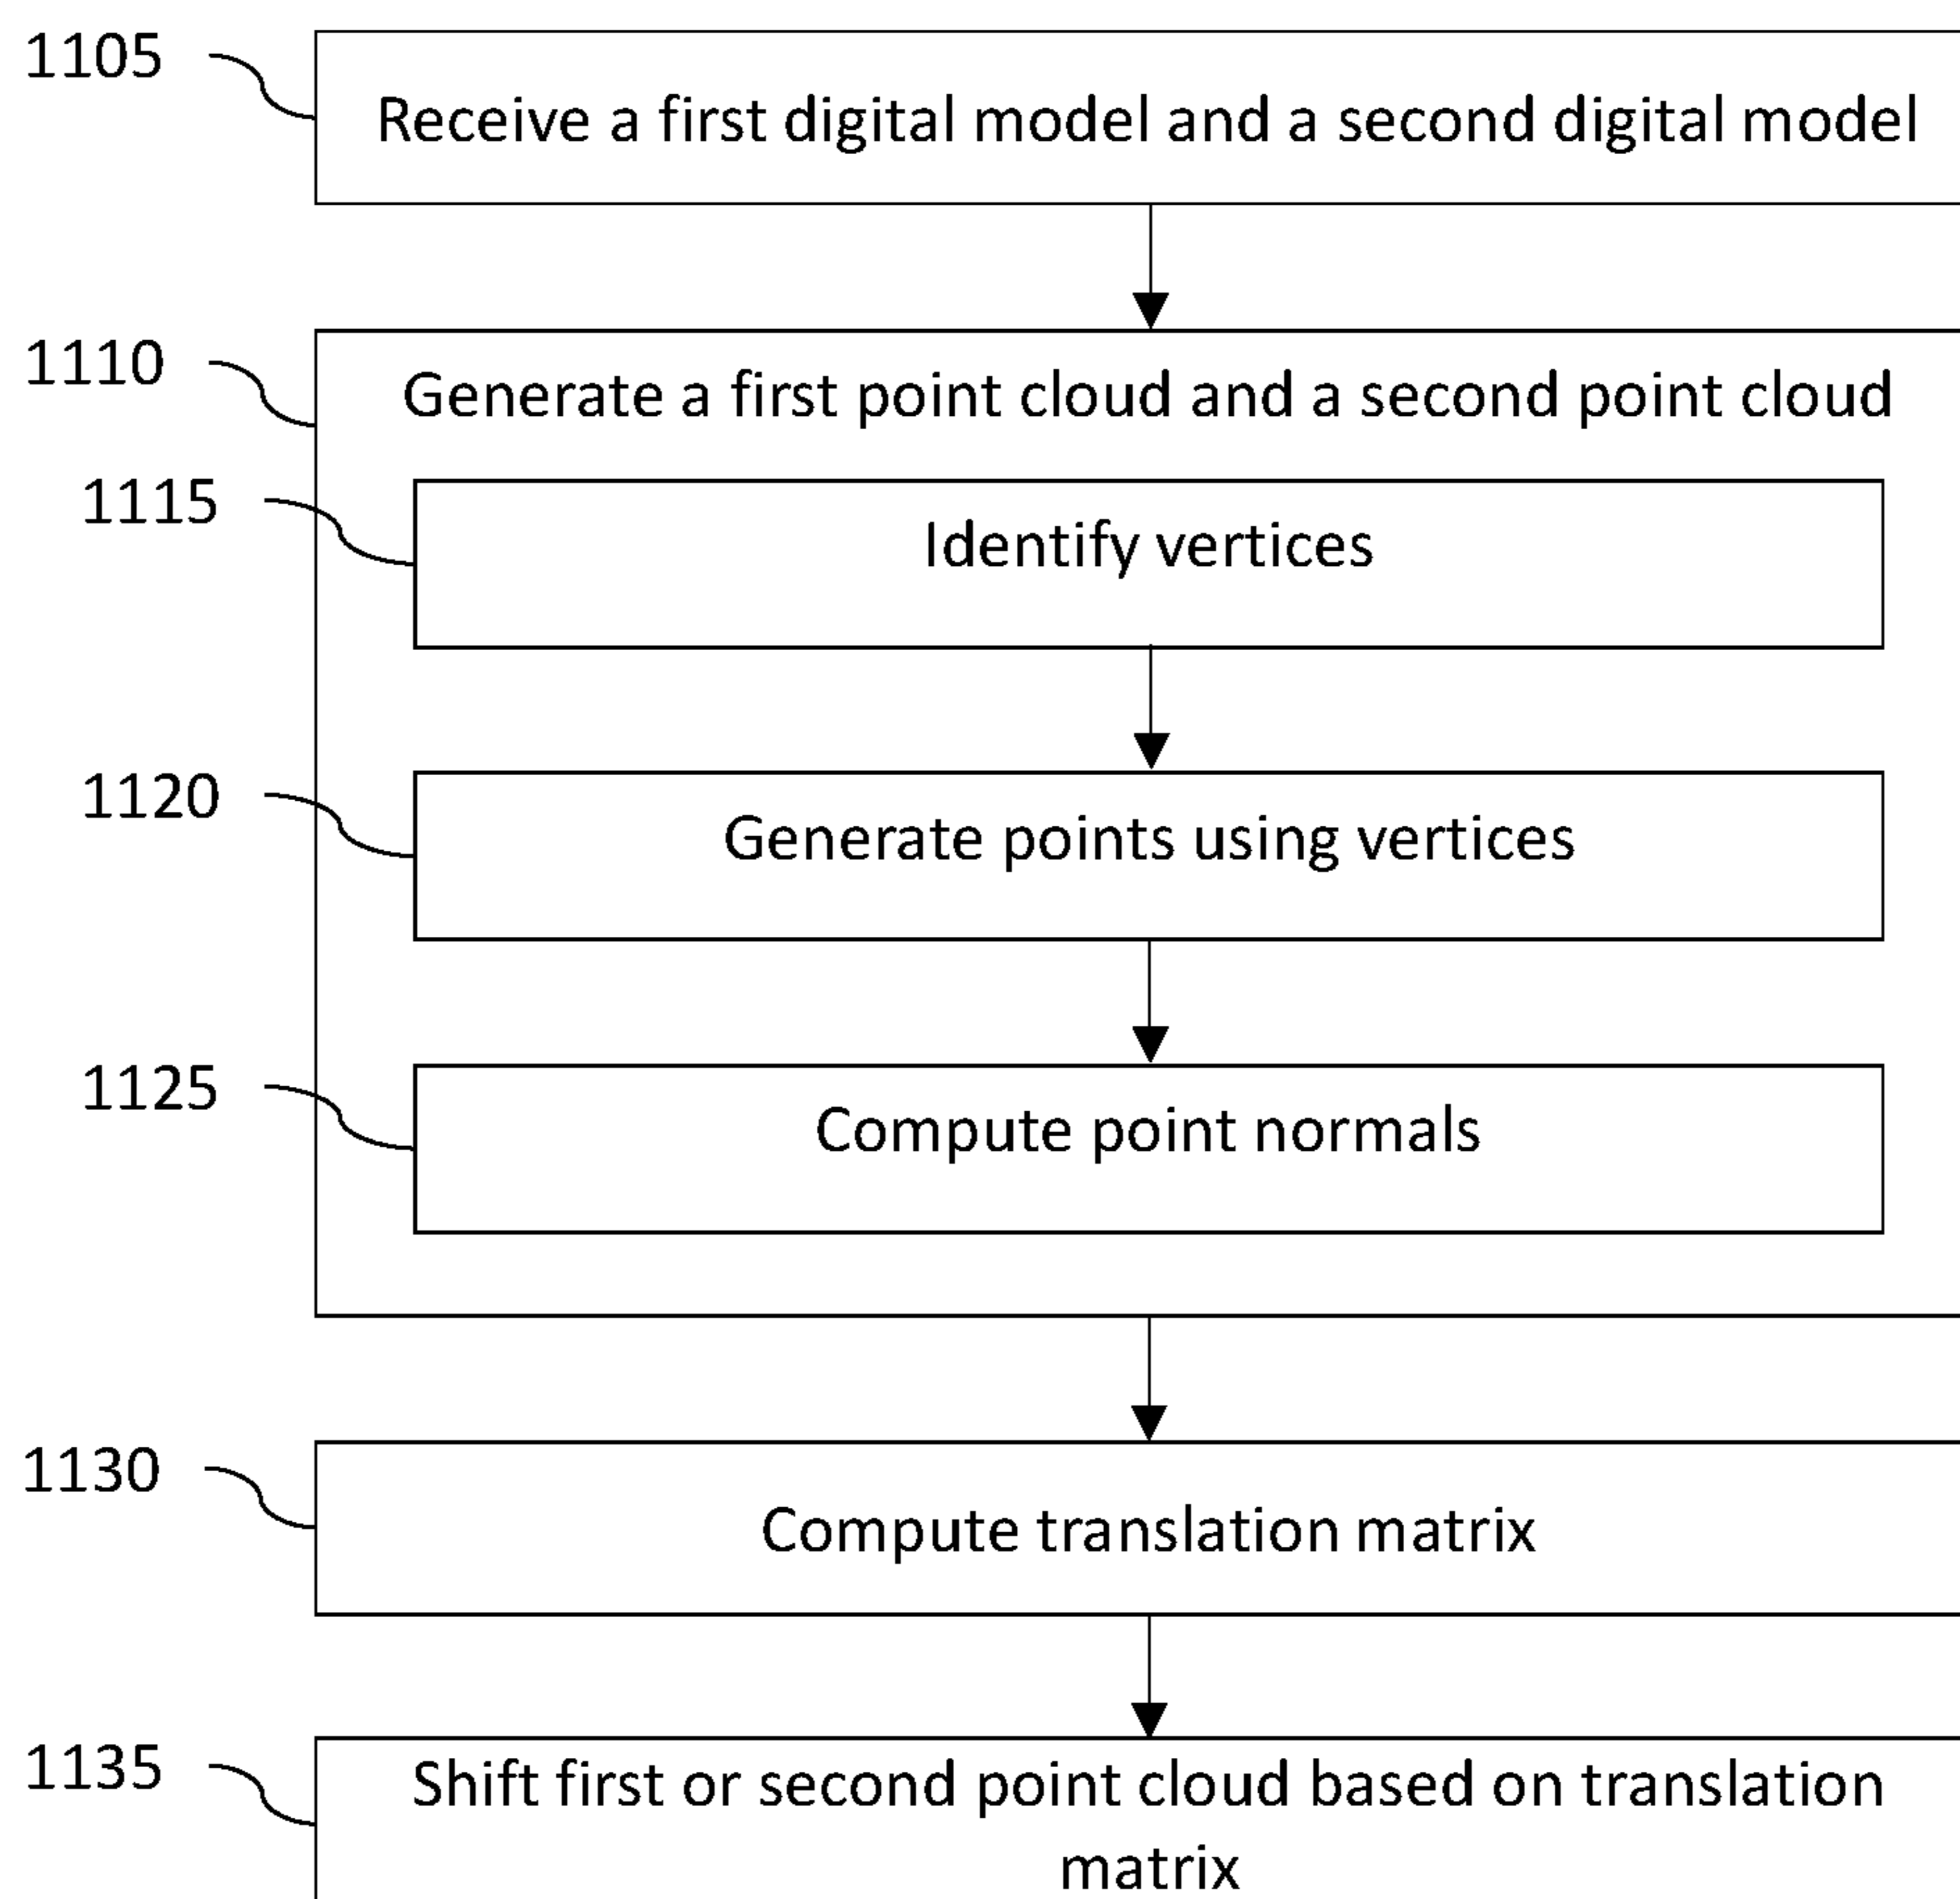 1105
Receive a first digital model and a second digital model
1110
Generate a first point cloud and a second point cloud
1115
Identify vertices
1120
Generate points using vertices
1125
Compute point normals
1130
Compute translation matrix
1135
Shift first or second point cloud based on translation
matrix